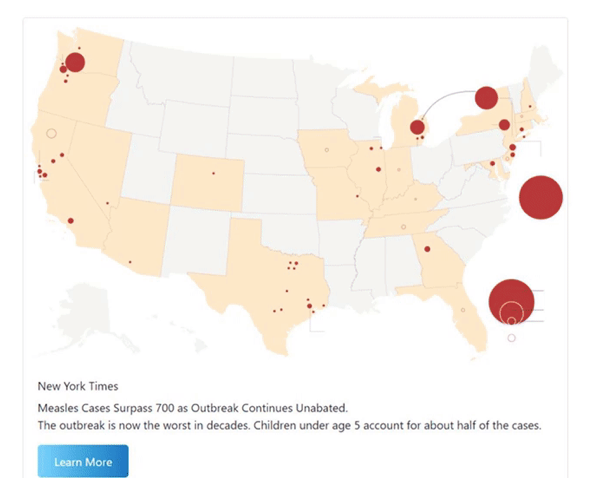 New York Times
Measles Cases Surpass 700 as Outbreak Continues Unabated.
The outbreak is now the worst in decades. Children under age 5 account for about half of the cases.
Learn More